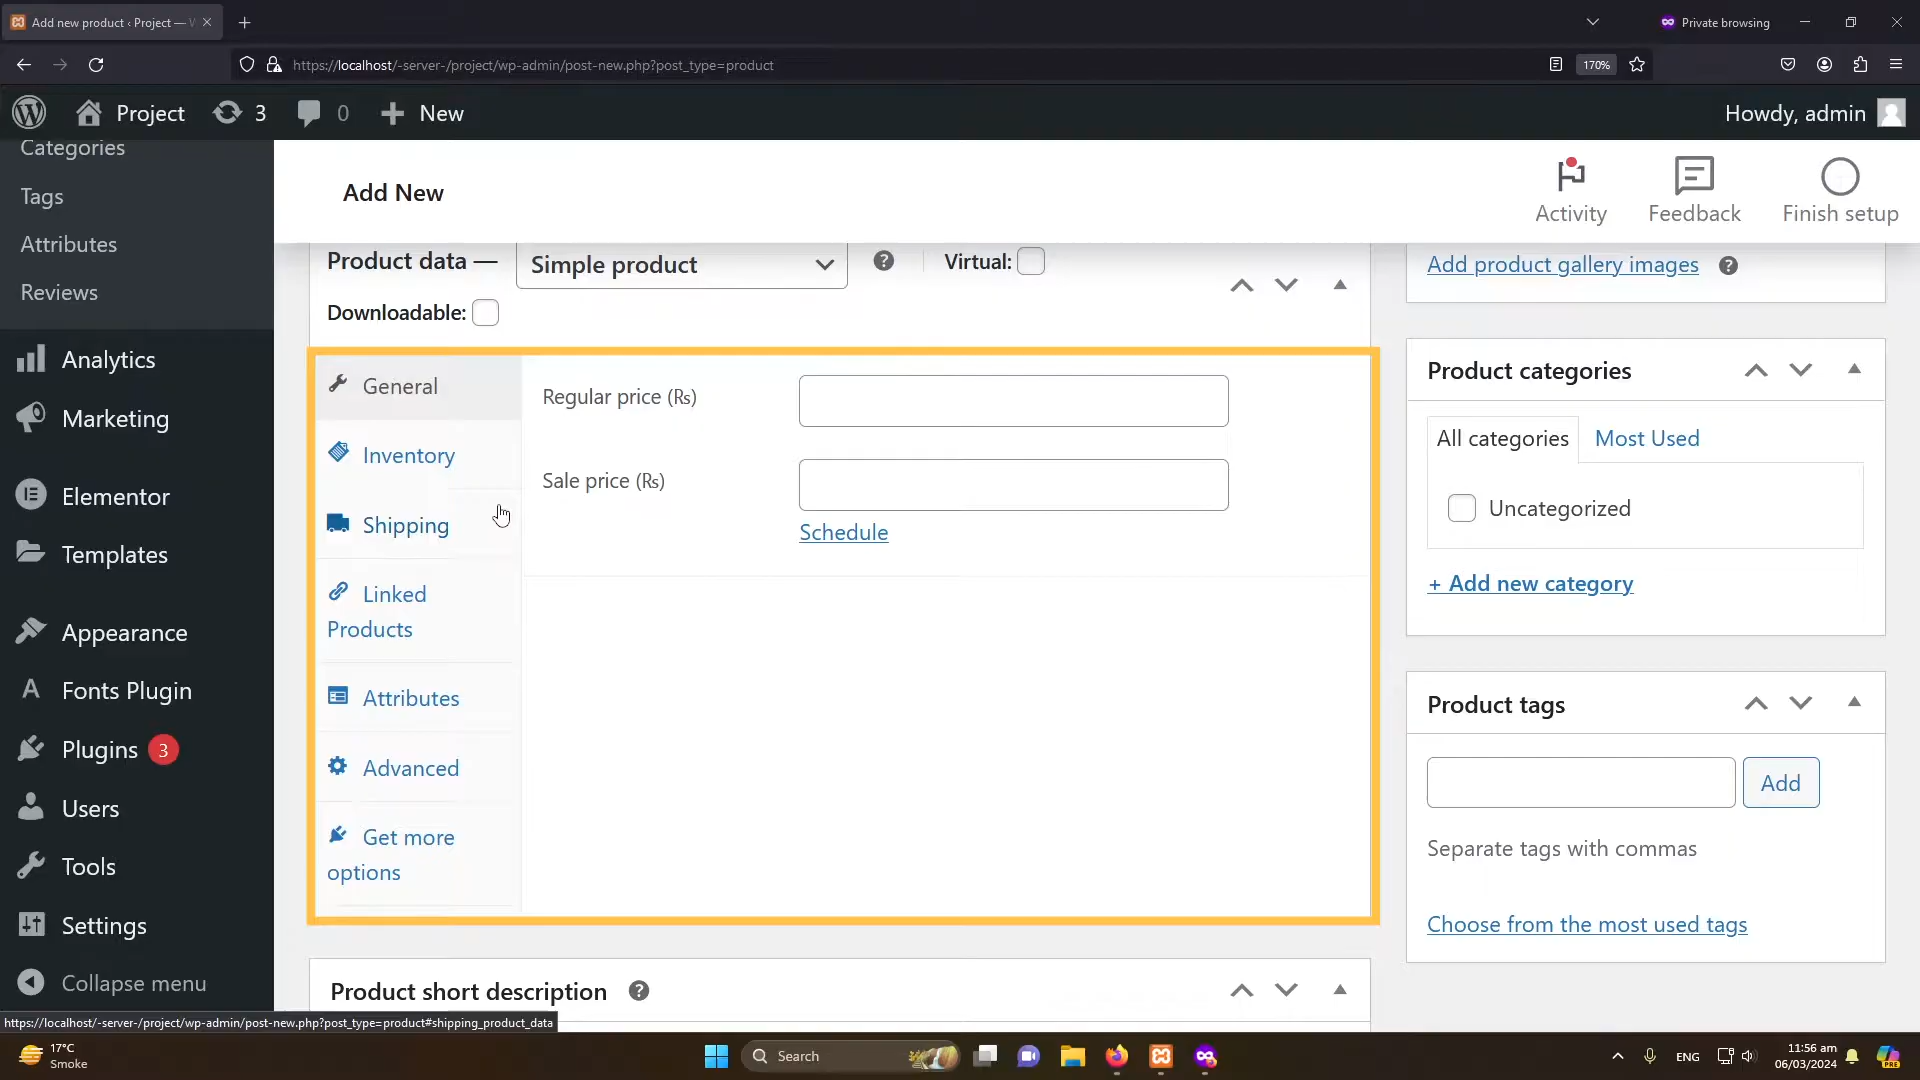 Add new product ‹ Project — W
Private browsing
https://localhost/-server-/project/wp-admin/post-new.php?post_type=product
170%
Project
3
0
New
Howdy, admin
Categories
Tags
Attributes
Reviews
Analytics
Marketing
Elementor
Templates
Appearance
Fonts Plugin
Plugins 3
Users
Tools
Settings
Collapse menu
Add New
Activity
Feedback
Finish setup
Product data —
Simple product
Virtual:
Downloadable:
General
Inventory
Shipping
Linked
Products
Attributes
Advanced
Get more
options
Regular price (₨)
Sale price (₨)
Schedule
Product short description
Add product gallery images
Product categories
All categories
Most Used
Uncategorized
+ Add new category
Product tags
Add
Separate tags with commas
Choose from the most used tags
https://localhost/-server-/project/wp-admin/post-new.php?post_type=product#shipping_product_data
17°C
Smoke
Search
ENG
11:56 am
06/03/2024
PRE